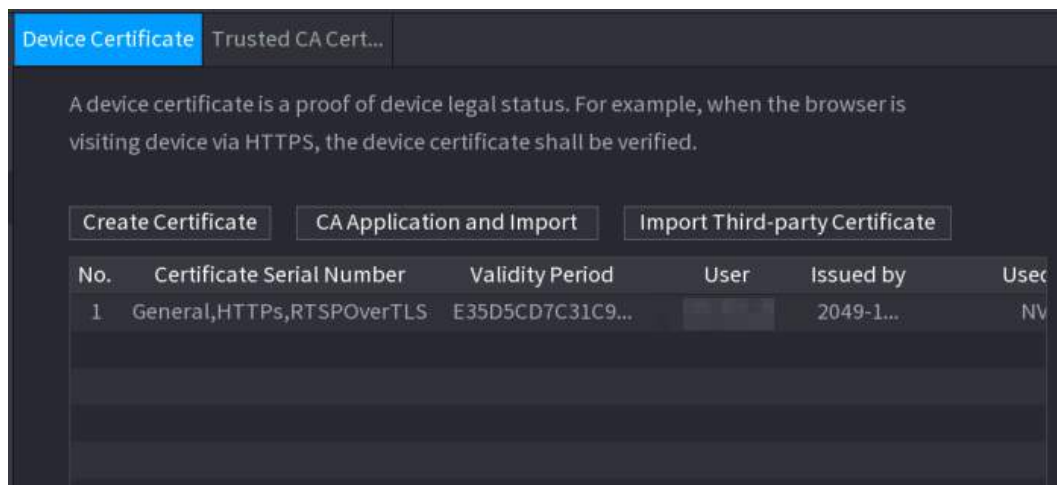 Device Certificate Trusted CA Cert...
A device certificate is a proof of device legal status. For example, when the browser is
visiting device via HTTPS, the device certificate shall be verified.
Create Certificate CA Application and Import Import Third-party Certificate
No. Certificate Serial Number Validity Period User Issued by Used
1 General,HTTPs,RTSPOverTLS E35D5CD7C31C9... 2049-1... NV